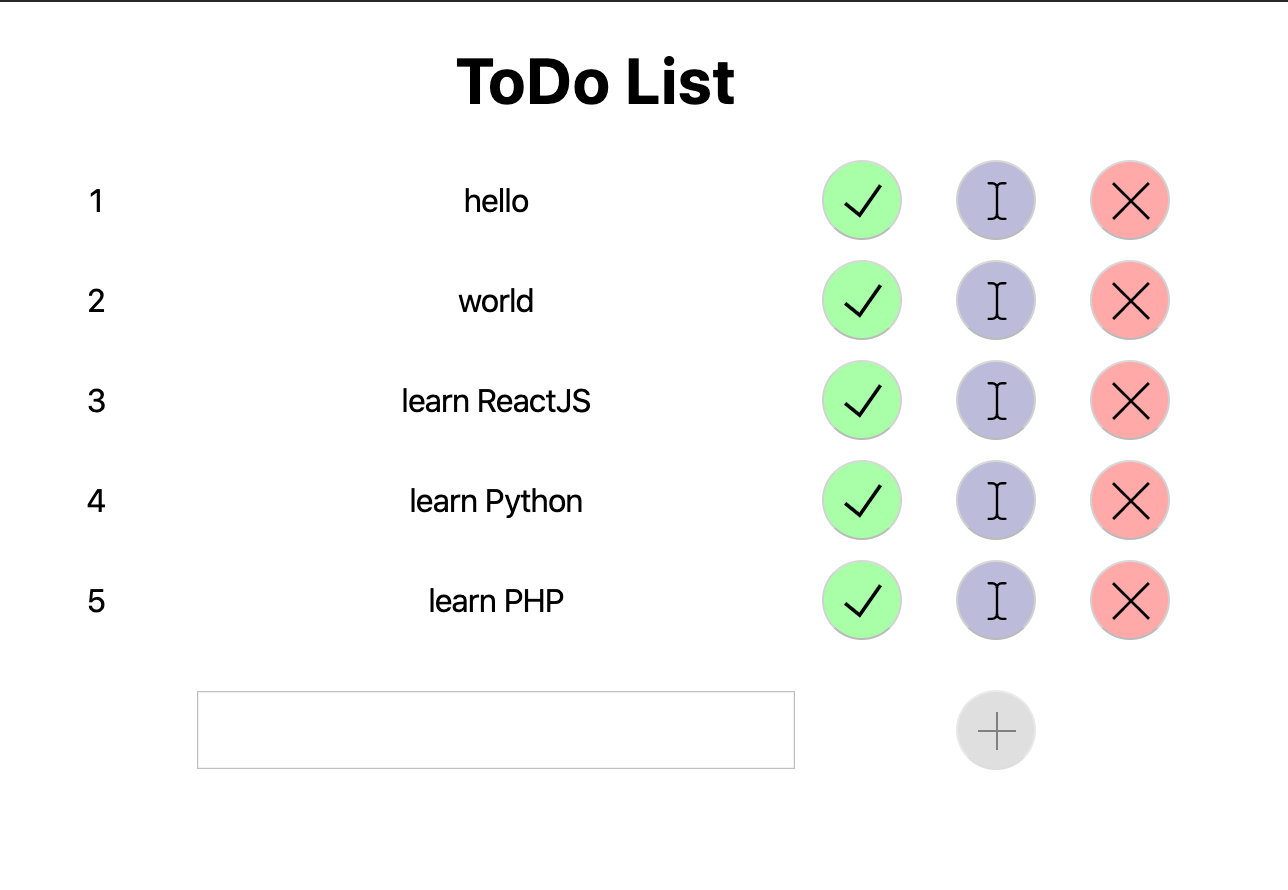 ToDo List
1 hello
2 world
3 learn ReactJS
4 learn Python
5 learn PHP